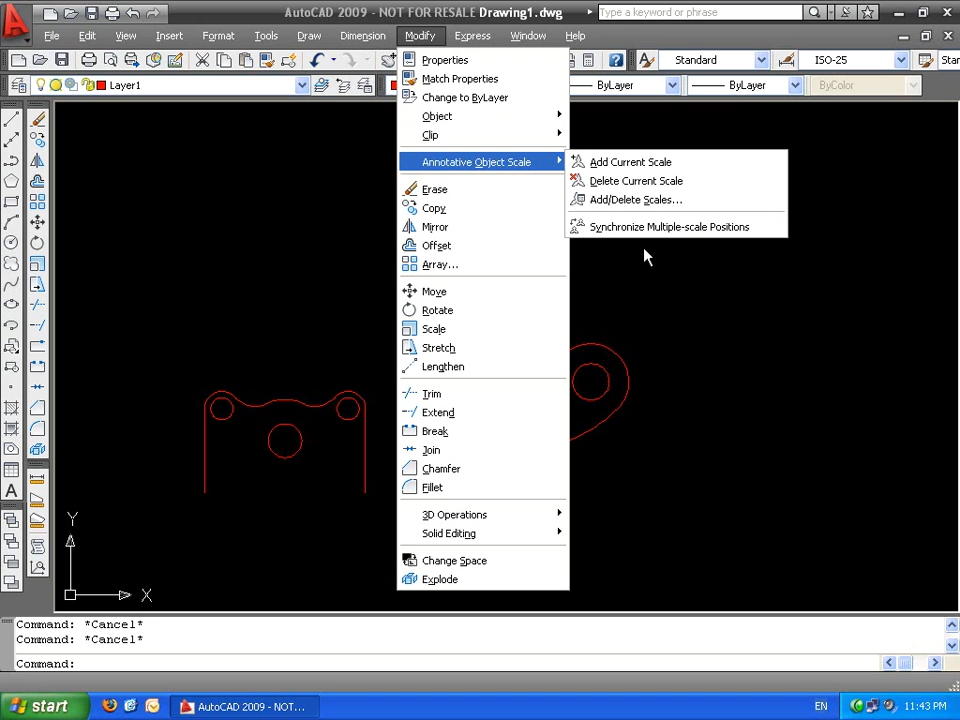 AutoCAD 2009 - NOT FOR RESALE Drawing1.dwg
Type a keyword or phrase
File Edit View Insert Format Tools Draw Dimension Modify Express Window Help
Standard ISO-25 Stan
Layer1 ByLayer ByLayer ByColor
Properties
Match Properties
Change to ByLayer
Object
Clip
Annotative Object Scale
Add Current Scale
Delete Current Scale
Add/Delete Scales...
Synchronize Multiple-scale Positions
Erase
Copy
Mirror
Offset
Array...
Move
Rotate
Scale
Stretch
Lengthen
Trim
Extend
Break
Join
Chamfer
Fillet
3D Operations
Solid Editing
Change Space
Explode
A
Y
X
Command: *Cancel*
Command: *Cancel*
Command:
start AutoCAD 2009 - NOT... EN 11:43 PM